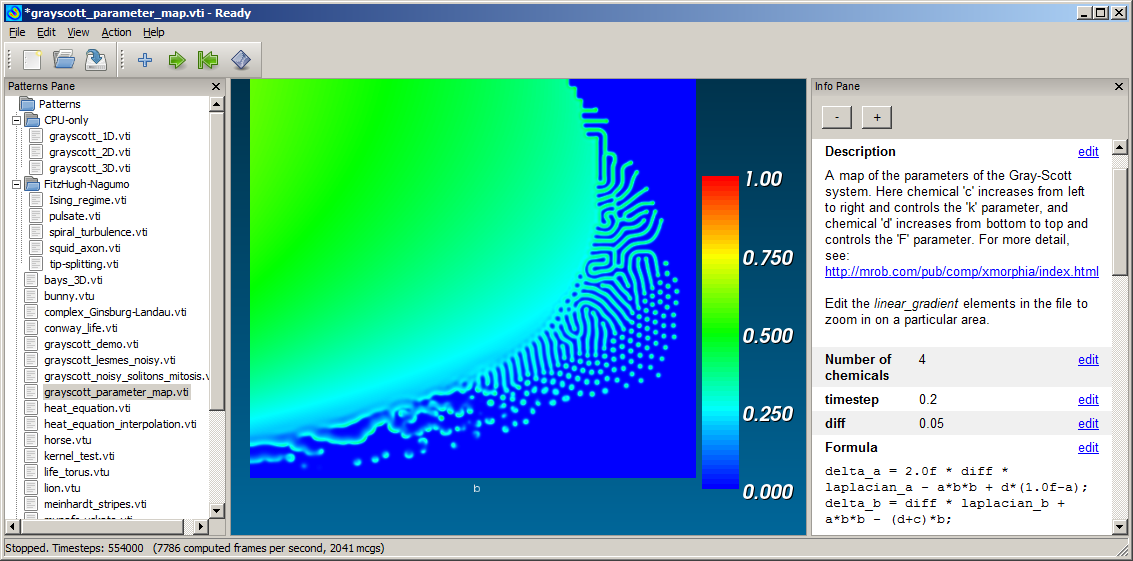 *grayscott_parameter_map.vti - Ready
File Edit View Action Help
Patterns Pane
Patterns
CPU-only
grayscott_1D.vti
grayscott_2D.vti
grayscott_3D.vti
FitzHugh-Nagumo
Ising_regime.vti
pulsate.vti
spiral_turbulence.vti
squid_axon.vti
tip-splitting.vti
bays_3D.vti
bunny.vtu
complex_Ginsburg-Landau.vti
conway_life.vti
grayscott_demo.vti
grayscott_lesmes_noisy.vti
grayscott_noisy_solitons_mitosis.v
grayscott_parameter_map.vti
heat_equation.vti
heat_equation_interpolation.vti
horse.vtu
kernel_test.vti
life_torus.vtu
lion.vtu
meinhardt_stripes.vti
1.00
0.750
0.500
0.250
0.000
b
Info Pane
- +
Description edit
A map of the parameters of the Gray-Scott
system. Here chemical 'c' increases from left
to right and controls the 'k' parameter, and
chemical 'd' increases from bottom to top and
controls the 'F' parameter. For more detail,
see:
http://mrob.com/pub/comp/xmorphia/index.html
Edit the linear_gradient elements in the file to
zoom in on a particular area.
Number of chemicals 4 edit
timestep 0.2 edit
diff 0.05 edit
Formula edit
delta_a = 2.0f * diff *
laplacian_a - a*b*b + d*(1.0f-a);
delta_b = diff * laplacian_b +
a*b*b - (d+c)*b;
Stopped. Timesteps: 554000 (7786 computed frames per second, 2041 mcgs)